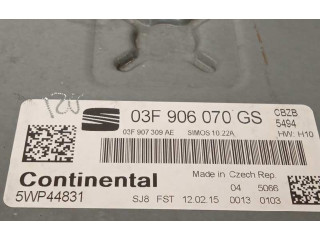 03F 906 070 GS
CBZB
5494
03F 907 309 AE SIMOS 10.22A HW: H10
Continental
Made in Czech Rep.
04 5066
5WP44831
SJ8 FST 12.02.15 0013 0103